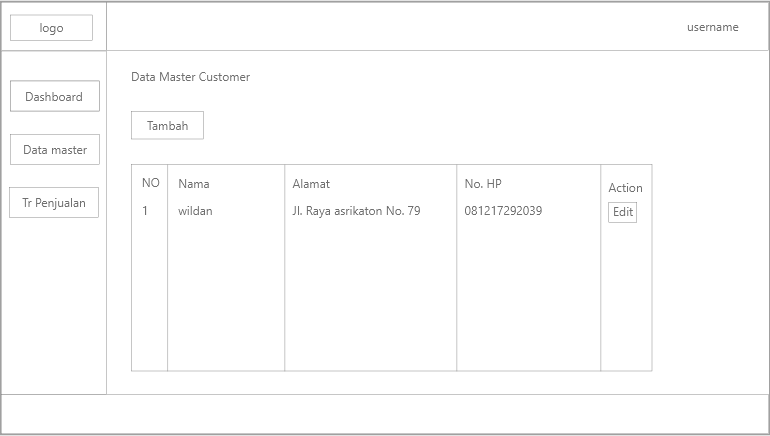 logo
username
Dashboard
Data master
Tr Penjualan
Data Master Customer
Tambah
NO Nama Alamat No. HP Action
1 wildan Jl. Raya asrikaton No. 79 081217292039 Edit